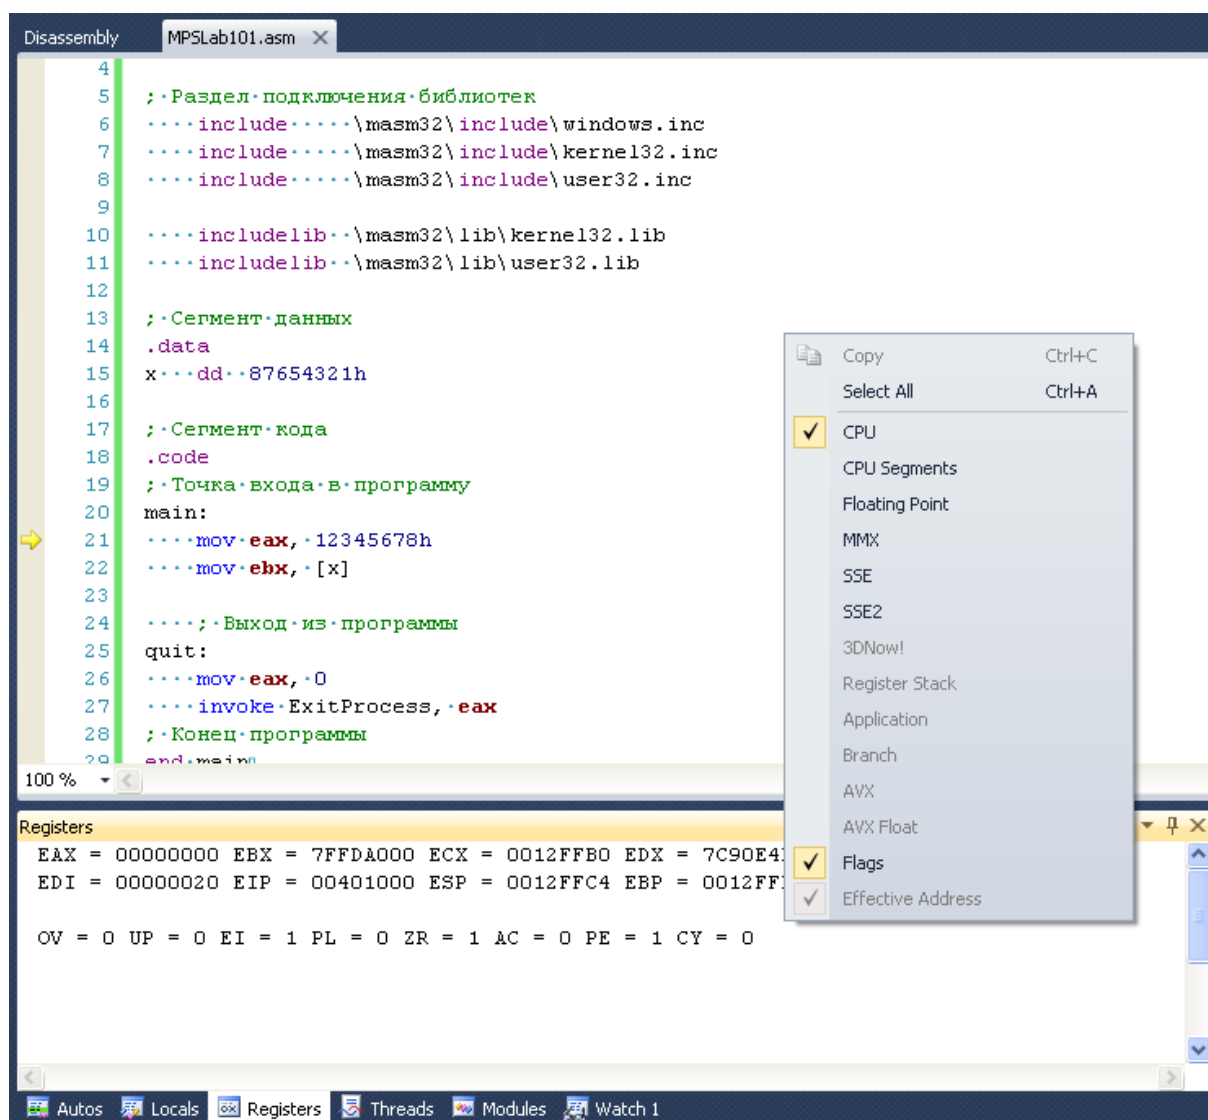 Disassembly MPSLab101.asm
4
5 ;·Раздел·подключения·библиотек
6 ····include·····\masm32\include\windows.inc
7 ····include·····\masm32\include\kernel32.inc
8 ····include·····\masm32\include\user32.inc
9
10 ····includelib··\masm32\lib\kernel32.lib
11 ····includelib··\masm32\lib\user32.lib
12
13 ;·Сегмент·данных
14 .data
15 x···dd··87654321h
16
17 ;·Сегмент·кода
18 .code
19 ;·Точка·входа·в·программу
20 main:
21 ····mov·eax,·12345678h
22 ····mov·ebx,·[x]
23
24 ····;·Выход·из·программы
25 quit:
26 ····mov·eax,·0
27 ····invoke·ExitProcess,·eax
28 ;·Конец·программы
29 end·main
100 %
Copy Ctrl+C
Select All Ctrl+A
CPU
CPU Segments
Floating Point
MMX
SSE
SSE2
3DNow!
Register Stack
Application
Branch
AVX
AVX Float
Flags
Effective Address
Registers
EAX = 00000000 EBX = 7FFDA000 ECX = 0012FFB0 EDX = 7C90E4
EDI = 00000020 EIP = 00401000 ESP = 0012FFC4 EBP = 0012FF
OV = 0 UP = 0 EI = 1 PL = 0 ZR = 1 AC = 0 PE = 1 CY = 0
Autos Locals Registers Threads Modules Watch 1